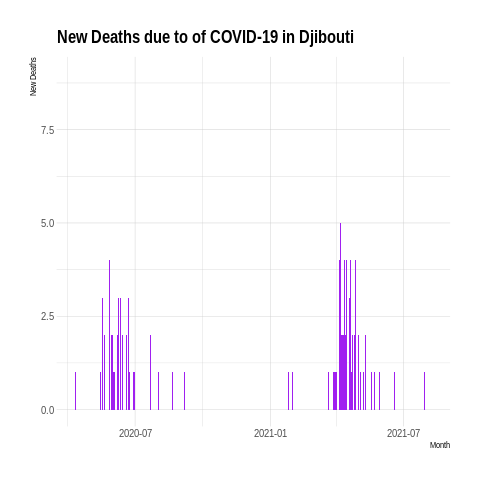 New Deaths due to of COVID-19 in Djibouti
New Deaths
7.5
5.0
2.5
0.0
2020-07
2021-01
2021-07
Month